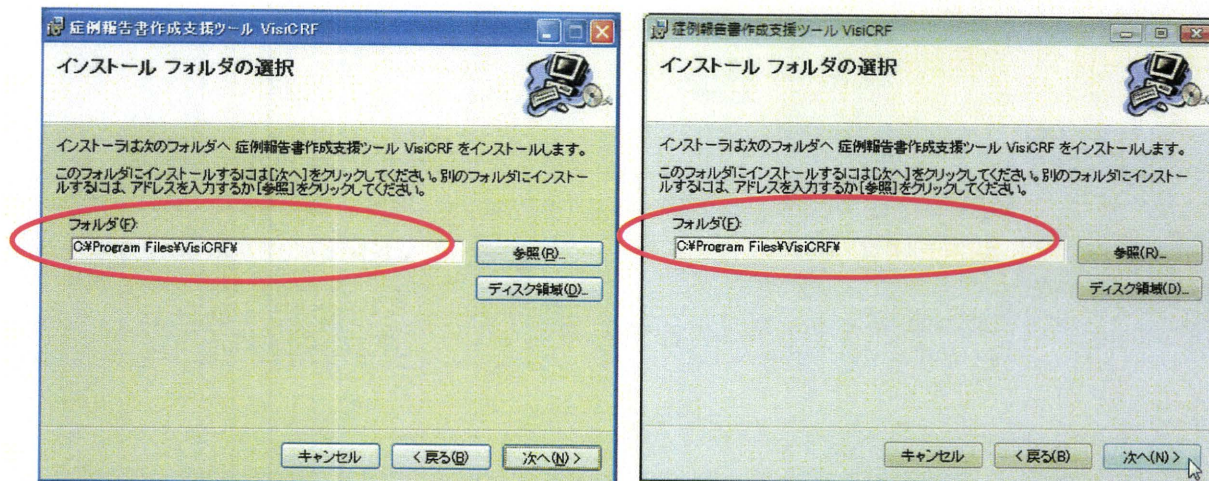 症例報告書作成支援ツール VisiCRF
インストール フォルダの選択
インストーラは次のフォルダへ 症例報告書作成支援ツール VisiCRF をインストールします。
このフォルダにインストールするには[次へ]をクリックしてください。別のフォルダにインストー
ルするには、アドレスを入力するか[参照]をクリックしてください。
フォルダ(F):
C:¥Program Files¥VisiCRF¥
参照(R)...
ディスク領域(D)...
キャンセル
< 戻る(B)
次へ(N) >
症例報告書作成支援ツール VisiCRF
インストール フォルダの選択
インストーラは次のフォルダへ 症例報告書作成支援ツール VisiCRF をインストールします。
このフォルダにインストールするには[次へ]をクリックしてください。別のフォルダにインストー
ルするには、アドレスを入力するか[参照]をクリックしてください。
フォルダ(F):
C:¥Program Files¥VisiCRF¥
参照(R)...
ディスク領域(D)...
キャンセル
< 戻る(B)
次へ(N) >